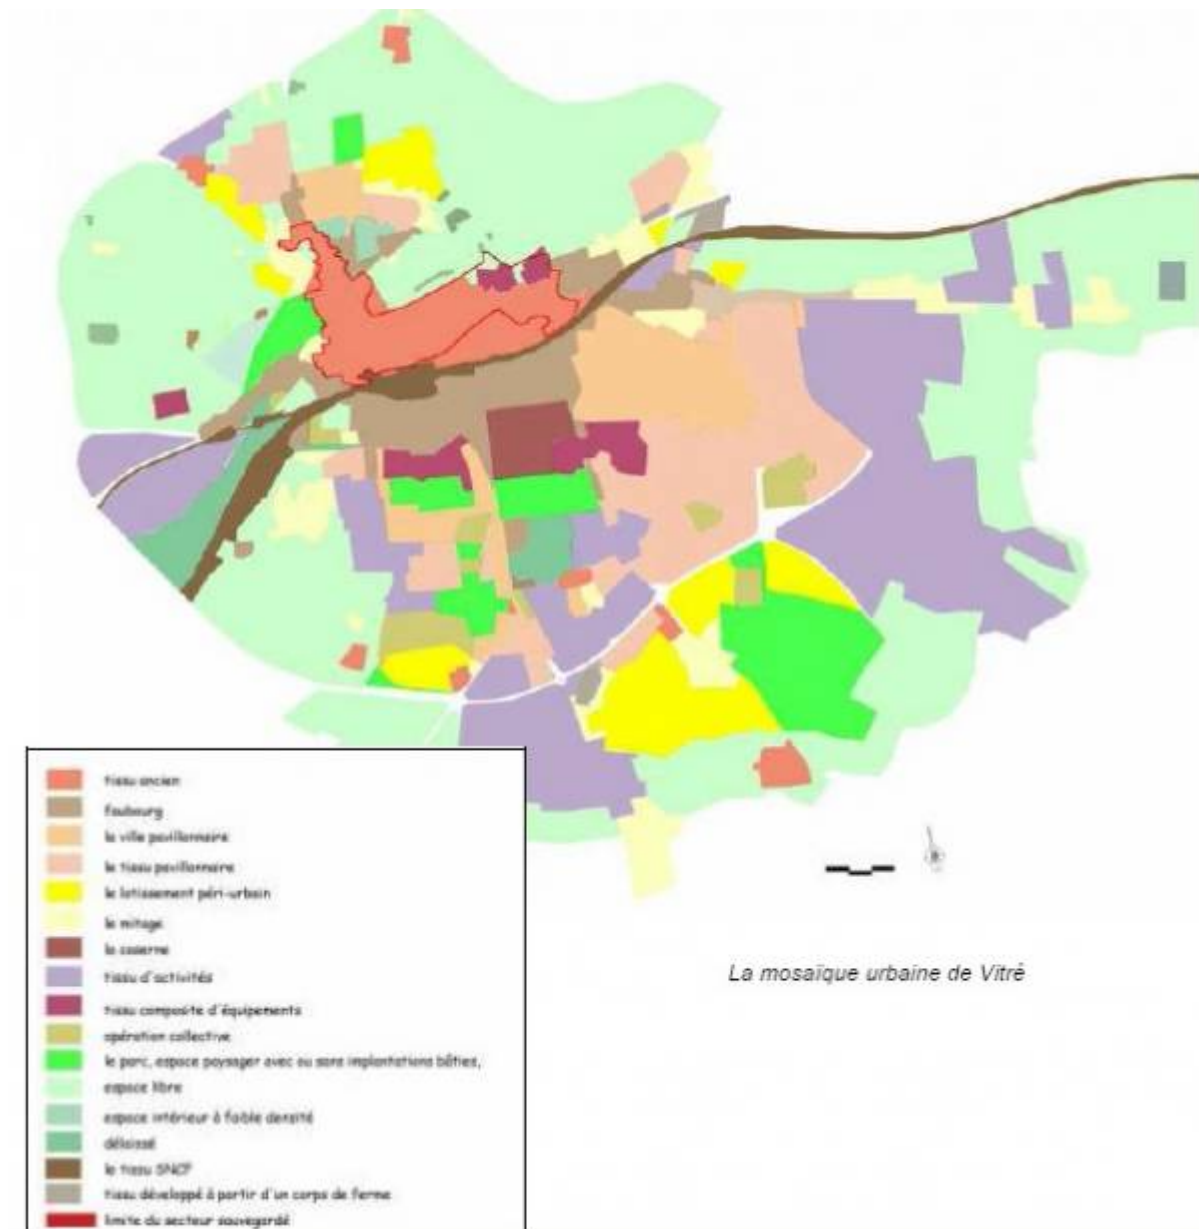 tissu ancien
faubourg
la ville pavillonnaire
le tissu pavillonnaire
le lotissement péri-urbain
le mitage
la caserne
tissu d'activités
tissu composite d'équipements
opération collective
le parc, espace paysager avec ou sans implantations bâties,
espace libre
espace intérieur à faible densité
délaissé
le tissu SNCF
tissu développé à partir d'un corps de ferme
limite du secteur sauvegardé
La mosaïque urbaine de Vitré